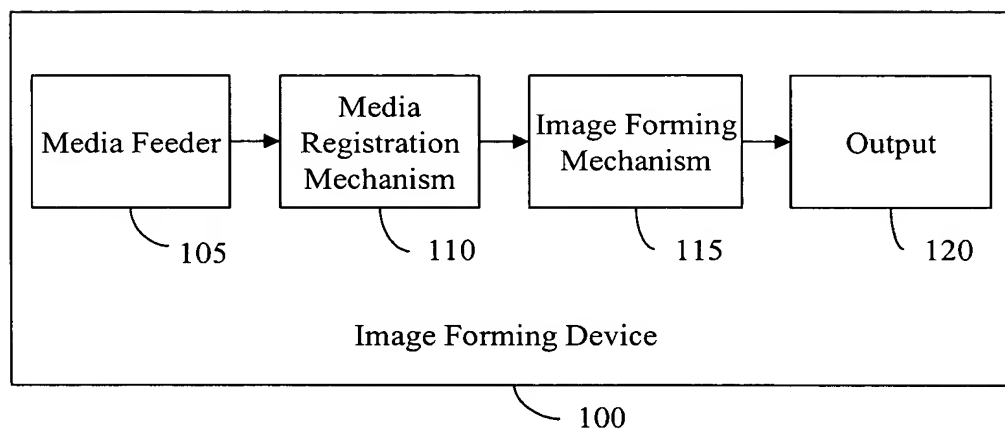 Media Feeder
Media
Registration
Mechanism
Image Forming
Mechanism
Output
105
110
115
120
Image Forming Device
100